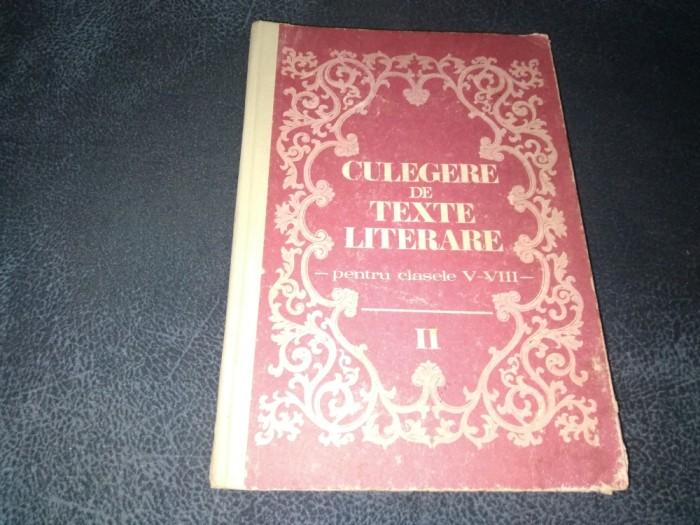 CULEGERE
DE
TEXTE
LITERARE
— pentru clasele V–VIII —
II